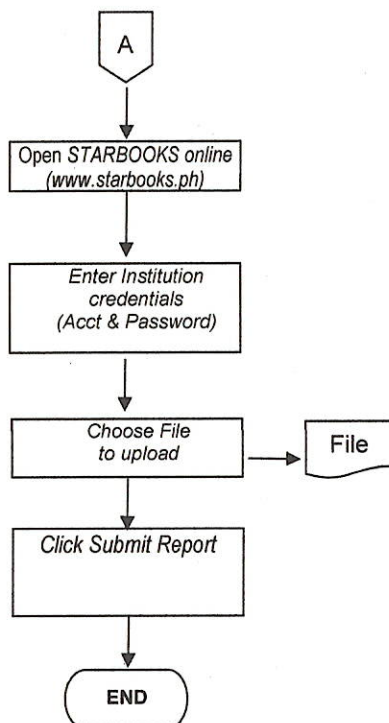 A
Open STARBOOKS online
(www.starbooks.ph)
Enter Institution
credentials
(Acct & Password)
Choose File
to upload
File
Click Submit Report
END